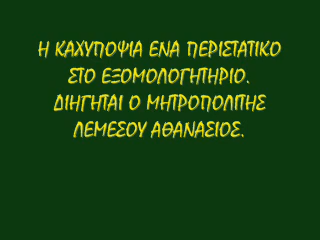 Η ΚΑΧΥΠΟΨΙΑ ΕΝΑ ΠΕΡΙΣΤΑΤΙΚΟ
ΣΤΟ ΕΞΟΜΟΛΟΓΗΤΗΡΙΟ.
ΔΙΗΓΗΤΑΙ Ο ΜΗΤΡΟΠΟΛΙΤΗΣ
ΛΕΜΕΣΟΥ ΑΘΑΝΑΣΙΟΣ.